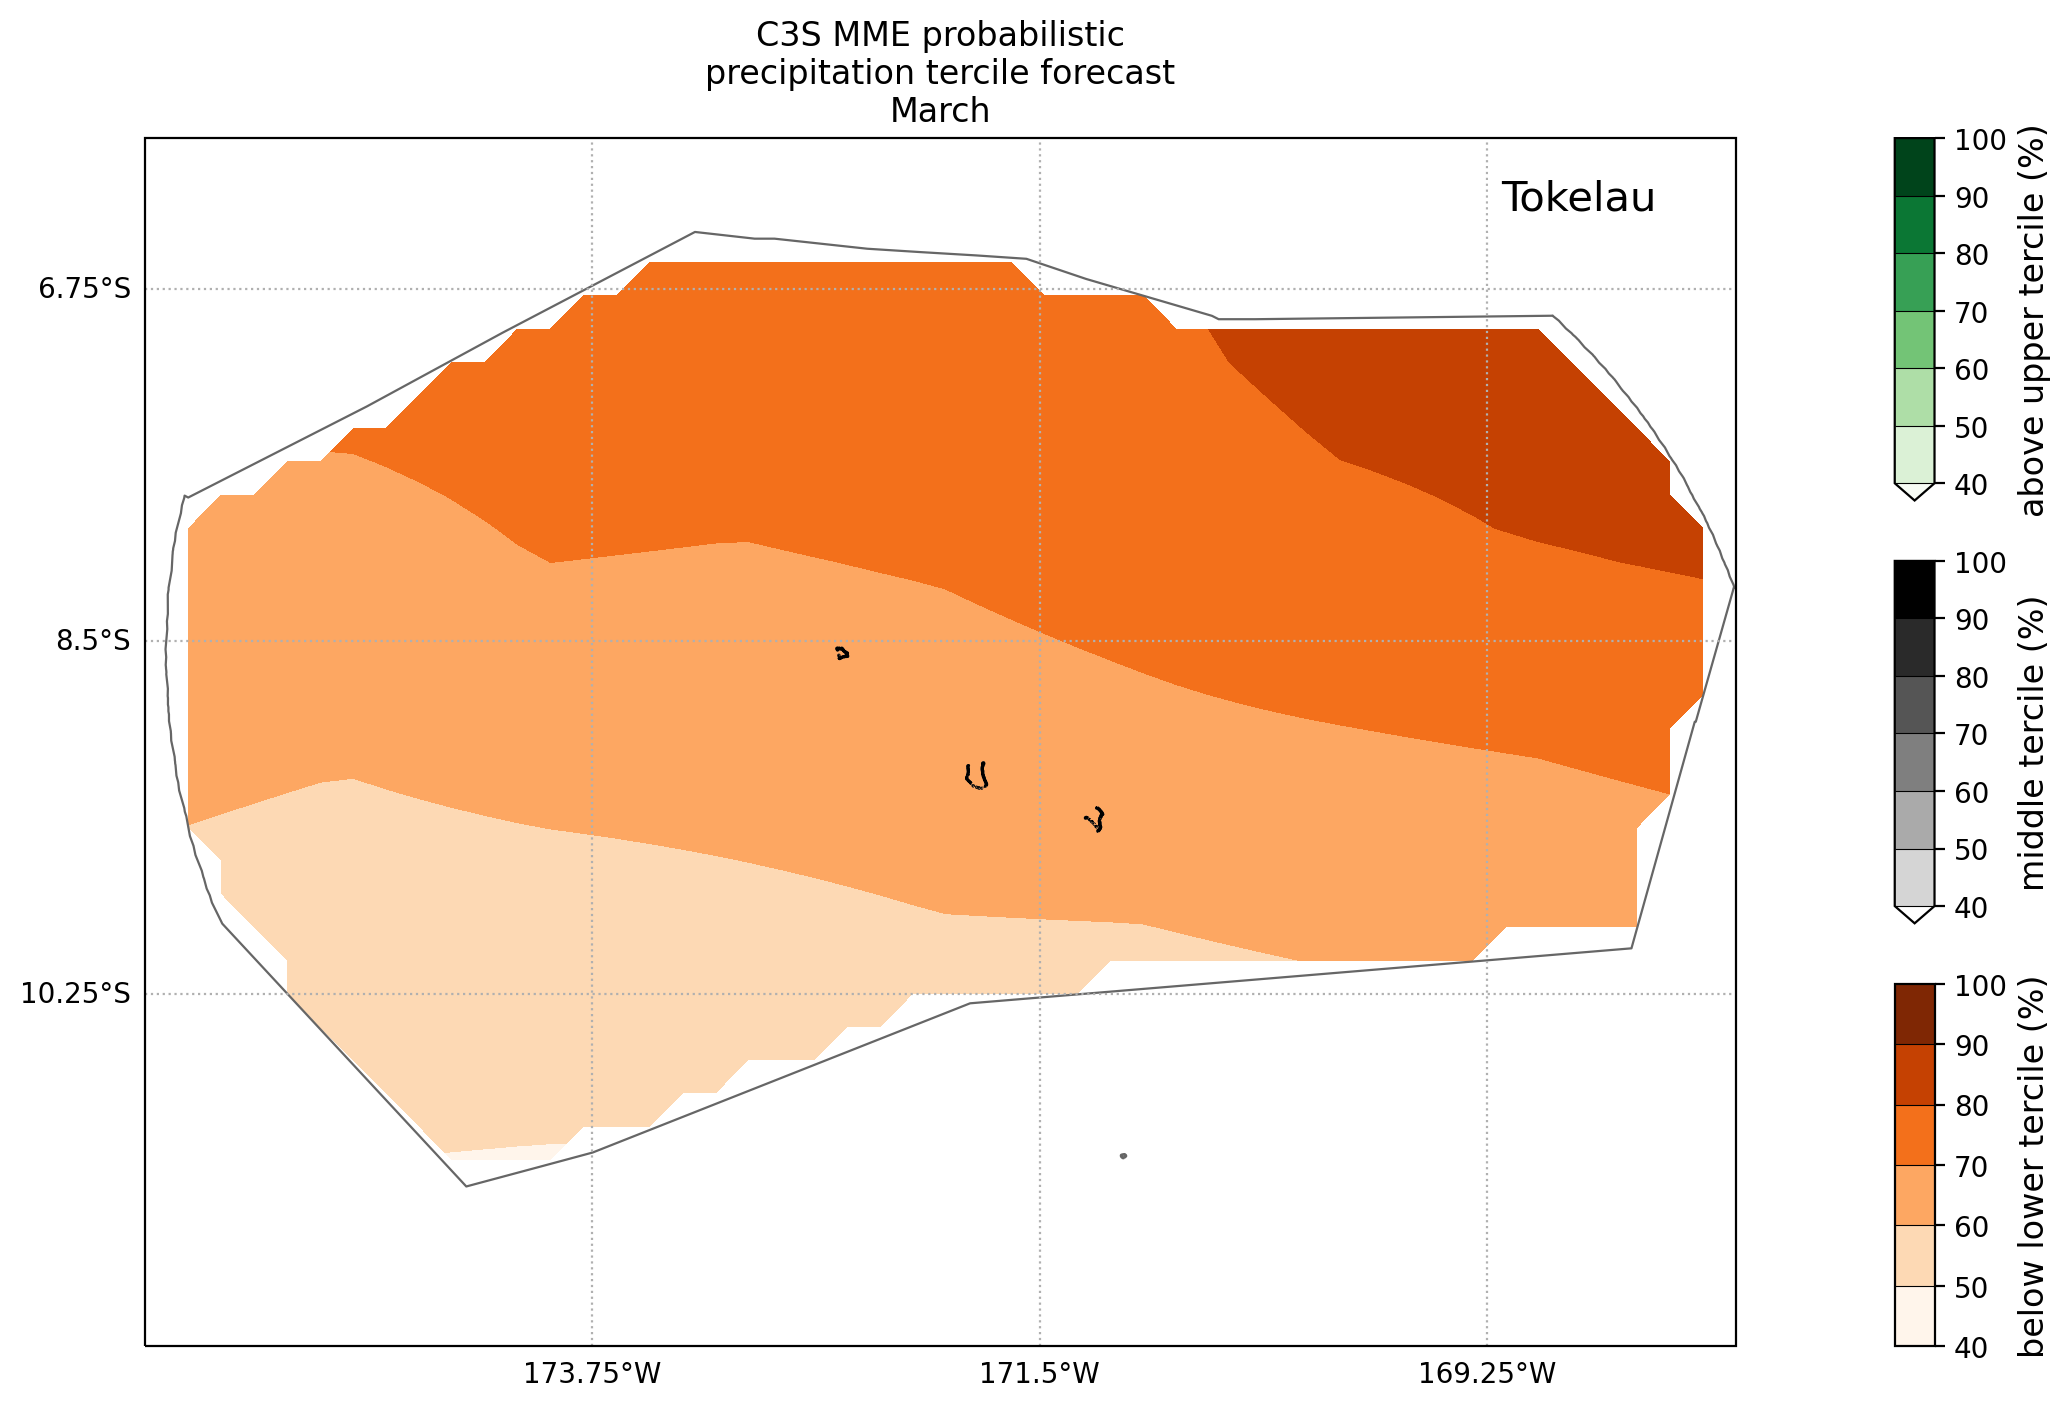 C3S MME probabilistic
precipitation tercile forecast
March
Tokelau
6.75°S
8.5°S
10.25°S
173.75°W
171.5°W
169.25°W
100
90
80
70
60
50
40
above upper tercile (%)
100
90
80
70
60
50
40
middle tercile (%)
100
90
80
70
60
50
40
below lower tercile (%)